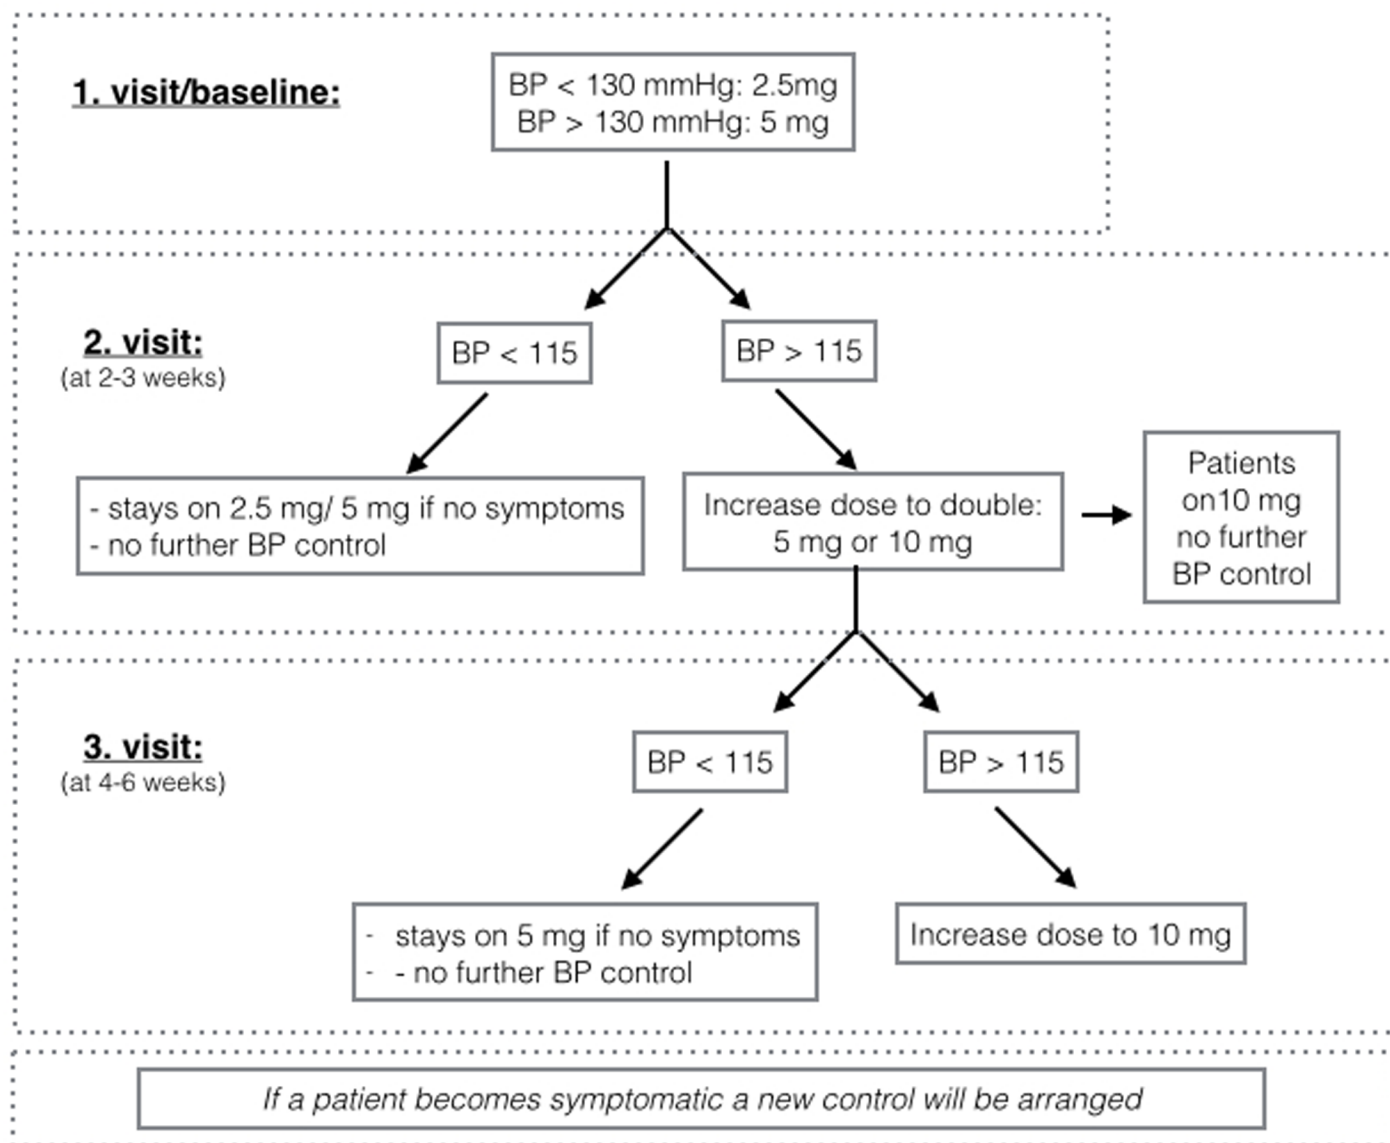 1. visit/baseline:
BP < 130 mmHg: 2.5mg
BP > 130 mmHg: 5 mg
2. visit:
(at 2-3 weeks)
BP < 115
BP > 115
- stays on 2.5 mg/ 5 mg if no symptoms
- no further BP control
Increase dose to double:
5 mg or 10 mg
Patients
on10 mg
no further
BP control
3. visit:
(at 4-6 weeks)
BP < 115
BP > 115
- stays on 5 mg if no symptoms
- - no further BP control
Increase dose to 10 mg
If a patient becomes symptomatic a new control will be arranged